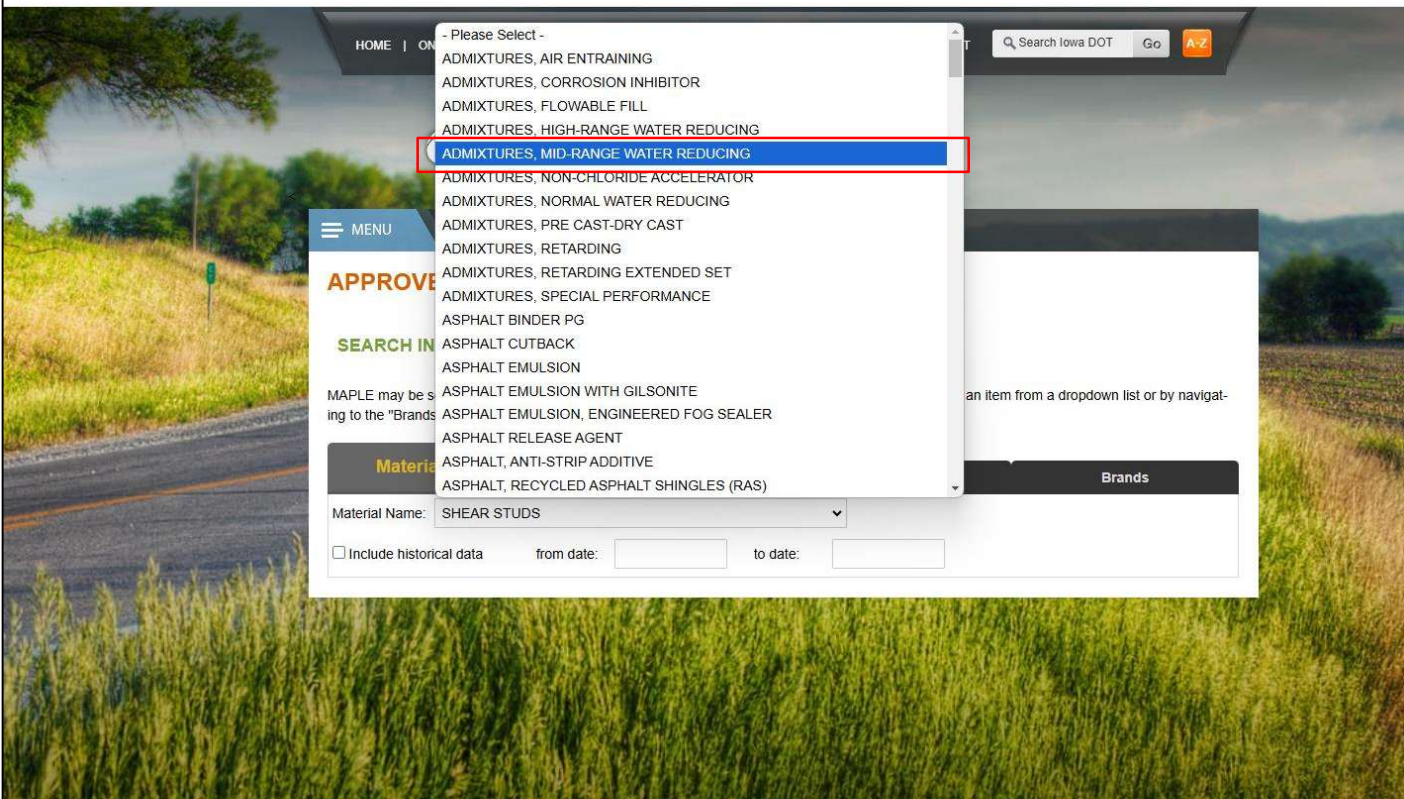 HOME | ON
T
Search Iowa DOT
Go
A-Z
- Please Select -
ADMIXTURES, AIR ENTRAINING
ADMIXTURES, CORROSION INHIBITOR
ADMIXTURES, FLOWABLE FILL
ADMIXTURES, HIGH-RANGE WATER REDUCING
ADMIXTURES, MID-RANGE WATER REDUCING
ADMIXTURES, NON-CHLORIDE ACCELERATOR
ADMIXTURES, NORMAL WATER REDUCING
ADMIXTURES, PRE CAST-DRY CAST
ADMIXTURES, RETARDING
ADMIXTURES, RETARDING EXTENDED SET
ADMIXTURES, SPECIAL PERFORMANCE
ASPHALT BINDER PG
ASPHALT CUTBACK
ASPHALT EMULSION
ASPHALT EMULSION WITH GILSONITE
ASPHALT EMULSION, ENGINEERED FOG SEALER
ASPHALT RELEASE AGENT
ASPHALT, ANTI-STRIP ADDITIVE
ASPHALT, RECYCLED ASPHALT SHINGLES (RAS)
MENU
APPROVE
SEARCH IN
MAPLE may be s an item from a dropdown list or by navigat-
ing to the "Brands
Materia
Brands
Material Name: SHEAR STUDS
Include historical data from date: to date: